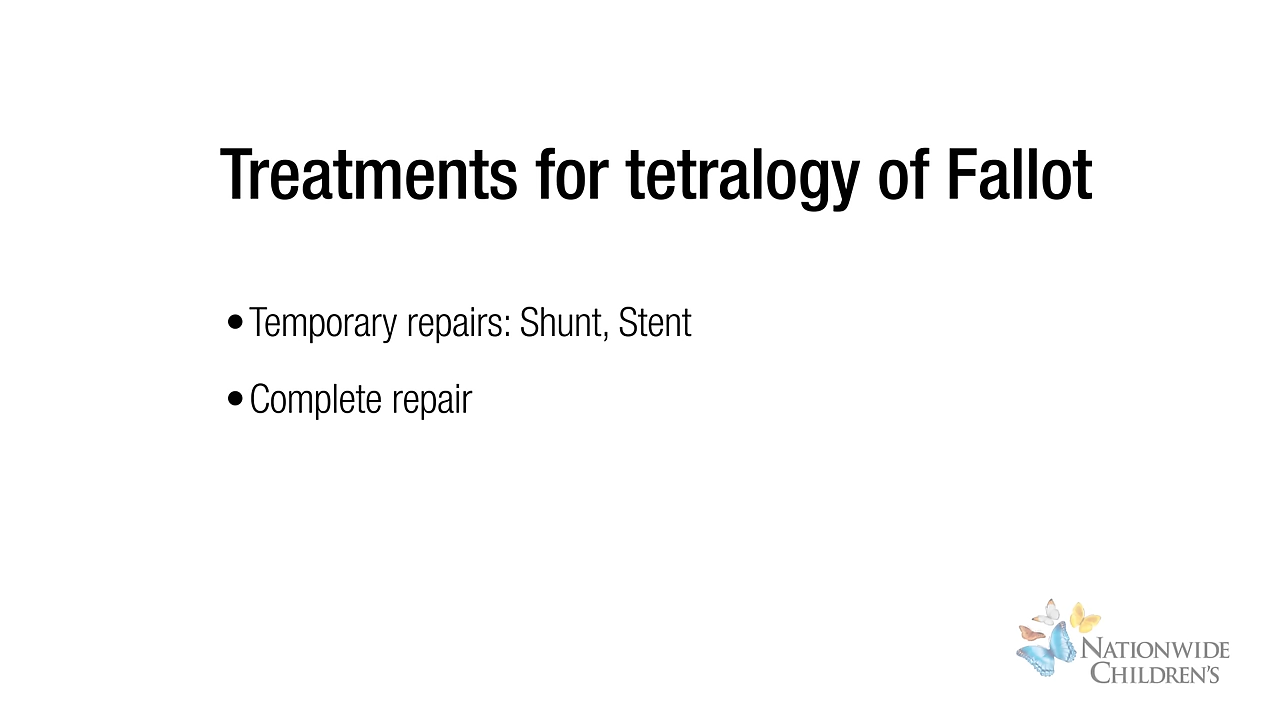 Treatments for tetralogy of Fallot
•Temporary repairs: Shunt, Stent
•Complete repair
NATIONWIDE
CHILDREN'S